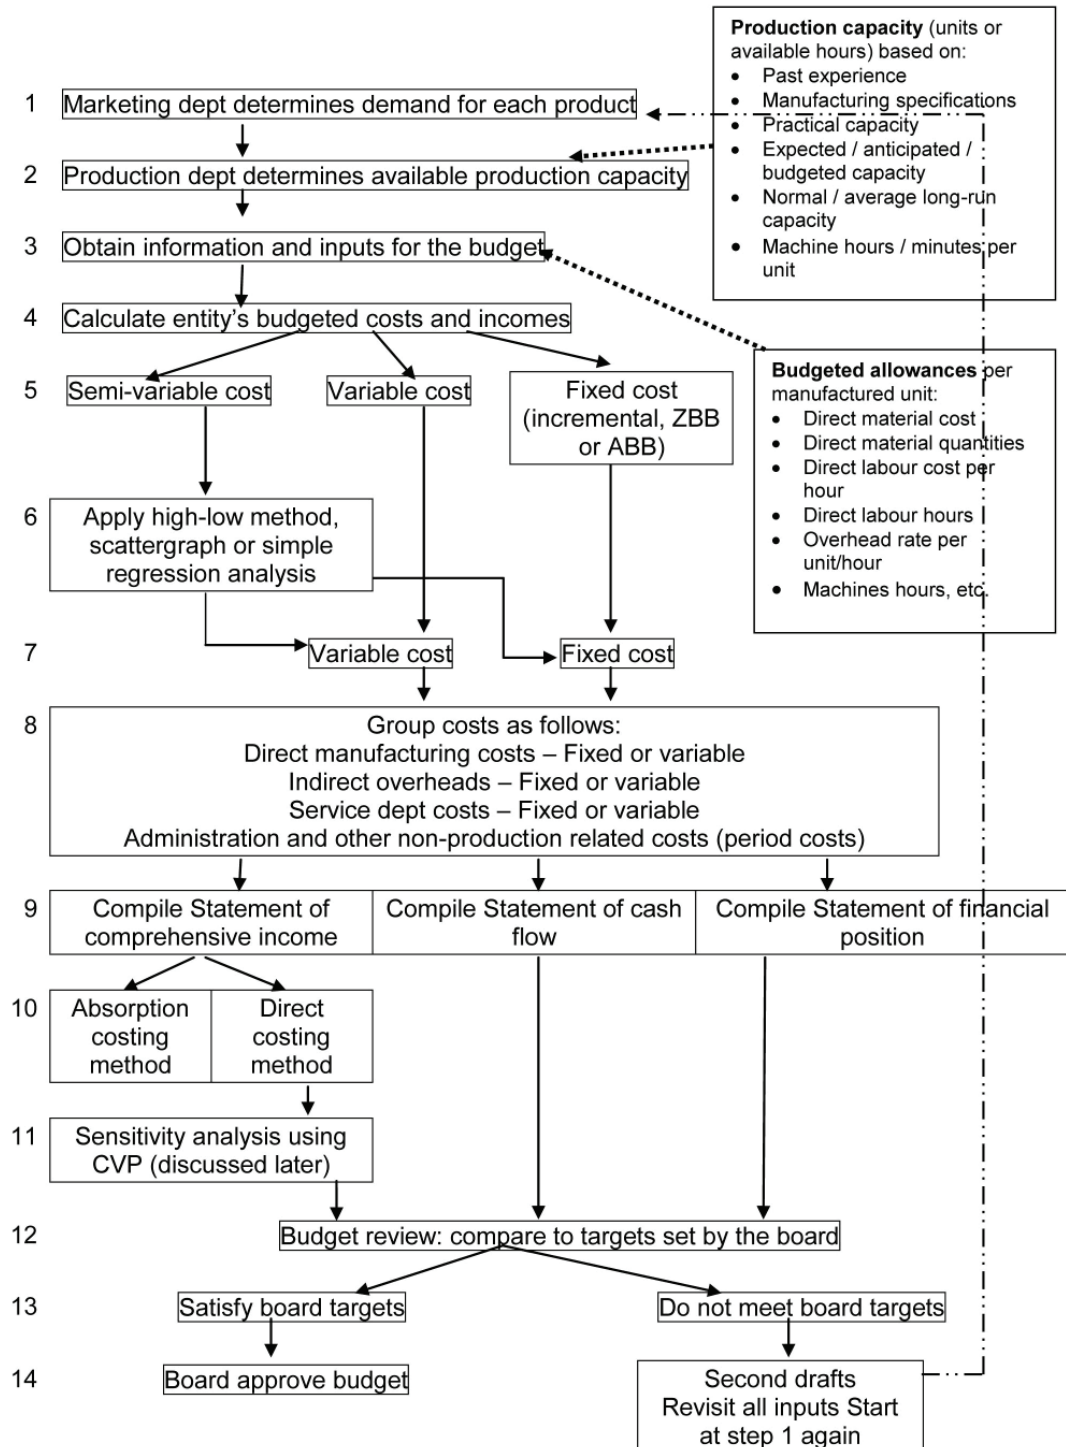 Production capacity (units or
available hours) based on:
• Past experience
• Manufacturing specifications
• Practical capacity
• Expected / anticipated /
budgeted capacity
• Normal / average long-run
capacity
• Machine hours / minutes per
unit
1 Marketing dept determines demand for each product
2 Production dept determines available production capacity
3 Obtain information and inputs for the budget
4 Calculate entity's budgeted costs and incomes
Budgeted allowances per
manufactured unit:
• Direct material cost
• Direct material quantities
• Direct labour cost per
hour
• Direct labour hours
• Overhead rate per
unit/hour
• Machines hours, etc.
5 Semi-variable cost
Variable cost
Fixed cost
(incremental, ZBB
or ABB)
6 Apply high-low method,
scattergraph or simple
regression analysis
7 Variable cost
Fixed cost
8 Group costs as follows:
Direct manufacturing costs – Fixed or variable
Indirect overheads – Fixed or variable
Service dept costs – Fixed or variable
Administration and other non-production related costs (period costs)
9 Compile Statement of
comprehensive income
Compile Statement of cash
flow
Compile Statement of financial
position
10 Absorption
costing
method
Direct
costing
method
11 Sensitivity analysis using
CVP (discussed later)
12 Budget review: compare to targets set by the board
13 Satisfy board targets
Do not meet board targets
14 Board approve budget
Second drafts
Revisit all inputs Start
at step 1 again